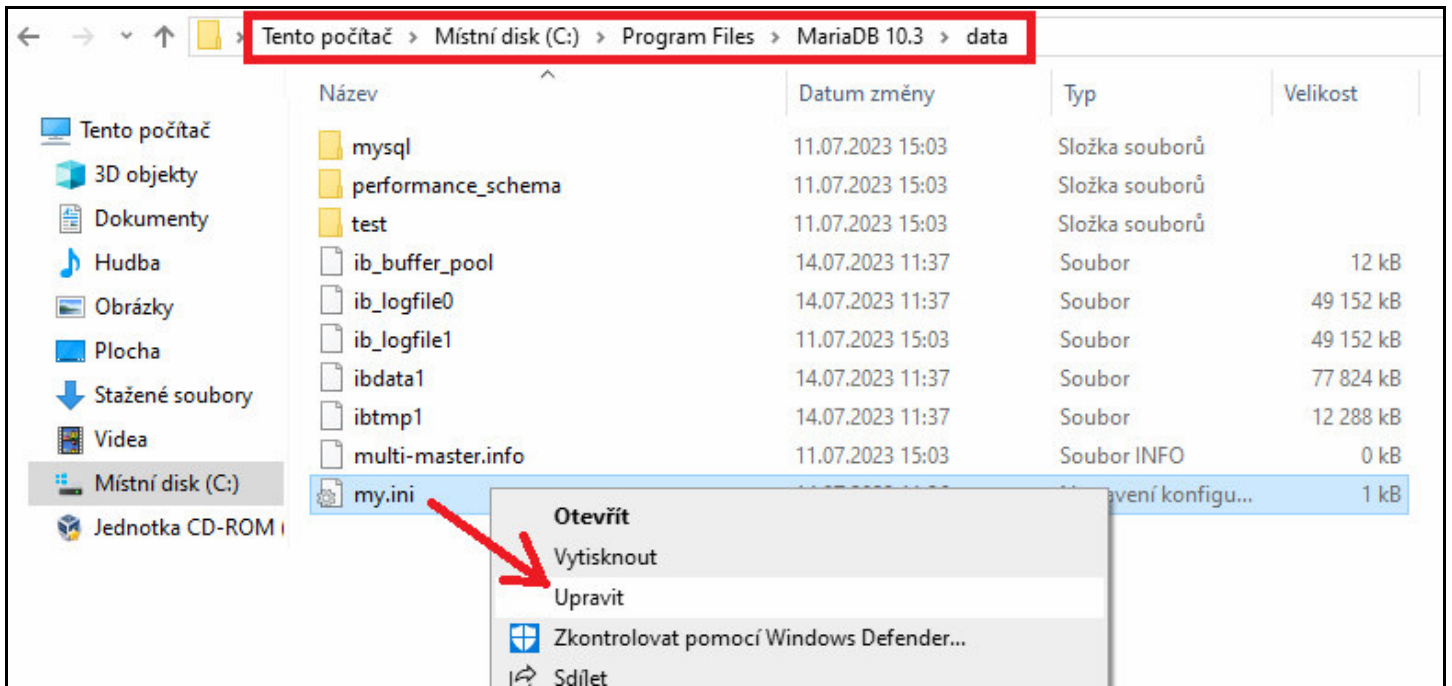 Tento počítač > Místní disk (C:) > Program Files > MariaDB 10.3 > data
Název Datum změny Typ Velikost
Tento počítač
3D objekty
Dokumenty
Hudba
Obrázky
Plocha
Stažené soubory
Videa
Místní disk (C:)
Jednotka CD-ROM (
mysql 11.07.2023 15:03 Složka souborů
performance_schema 11.07.2023 15:03 Složka souborů
test 11.07.2023 15:03 Složka souborů
ib_buffer_pool 14.07.2023 11:37 Soubor 12 kB
ib_logfile0 14.07.2023 11:37 Soubor 49 152 kB
ib_logfile1 11.07.2023 15:03 Soubor 49 152 kB
ibdata1 14.07.2023 11:37 Soubor 77 824 kB
ibtmp1 14.07.2023 11:37 Soubor 12 288 kB
multi-master.info 11.07.2023 15:03 Soubor INFO 0 kB
my.ini konfigu... 1 kB
Otevřít
Vytisknout
Upravit
Zkontrolovat pomocí Windows Defender...
Sdílet